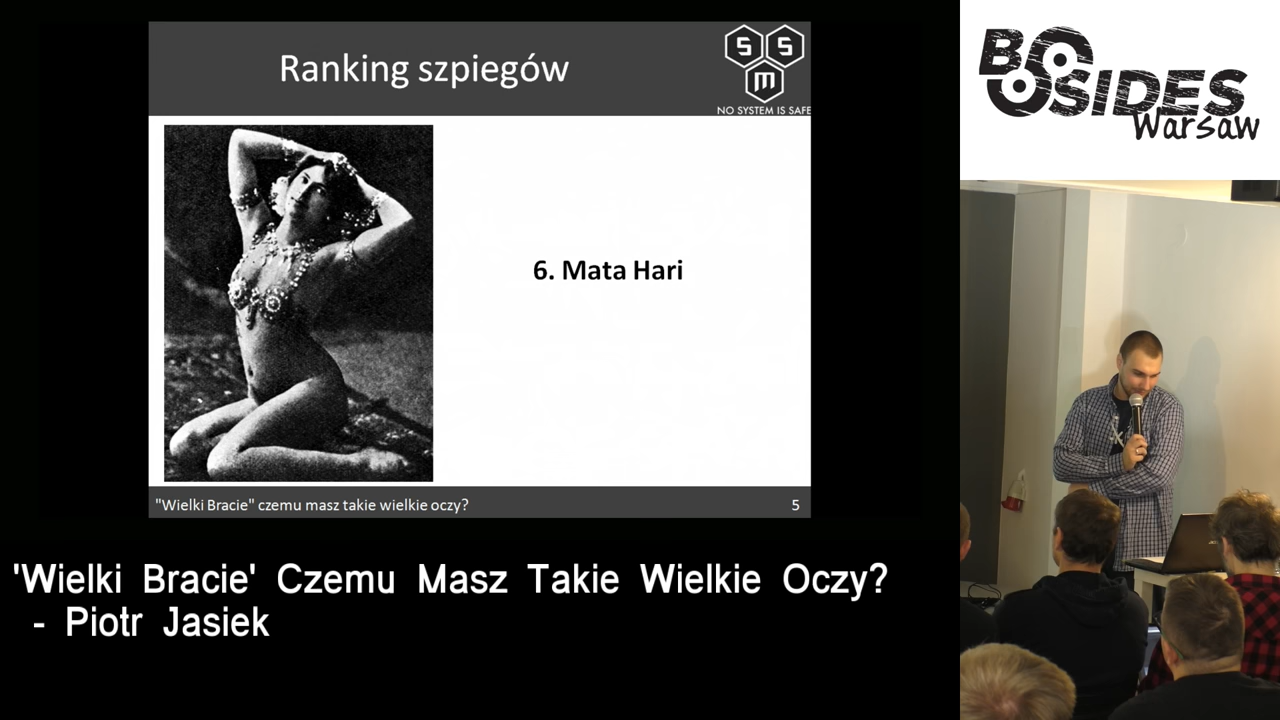 Ranking szpiegów
S S
m
NO SYSTEM IS SAFE
6. Mata Hari
"Wielki Bracie" czemu masz takie wielkie oczy?
5
'Wielki Bracie' Czemu Masz Takie Wielkie Oczy?
- Piotr Jasiek
BSIDES
Warsaw